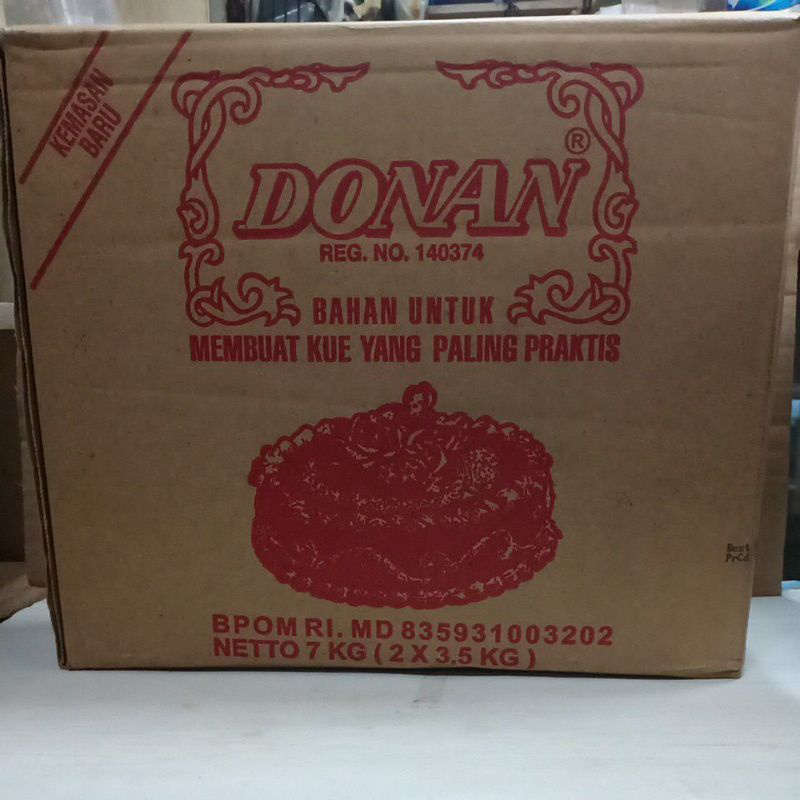 KEMASAN
BARU
DONAN®
REG. NO. 140374
BAHAN UNTUK
MEMBUAT KUE YANG PALING PRAKTIS
Best
BPOM RI. MD 835931003202
NETTO 7 KG ( 2 X 3,5 KG )